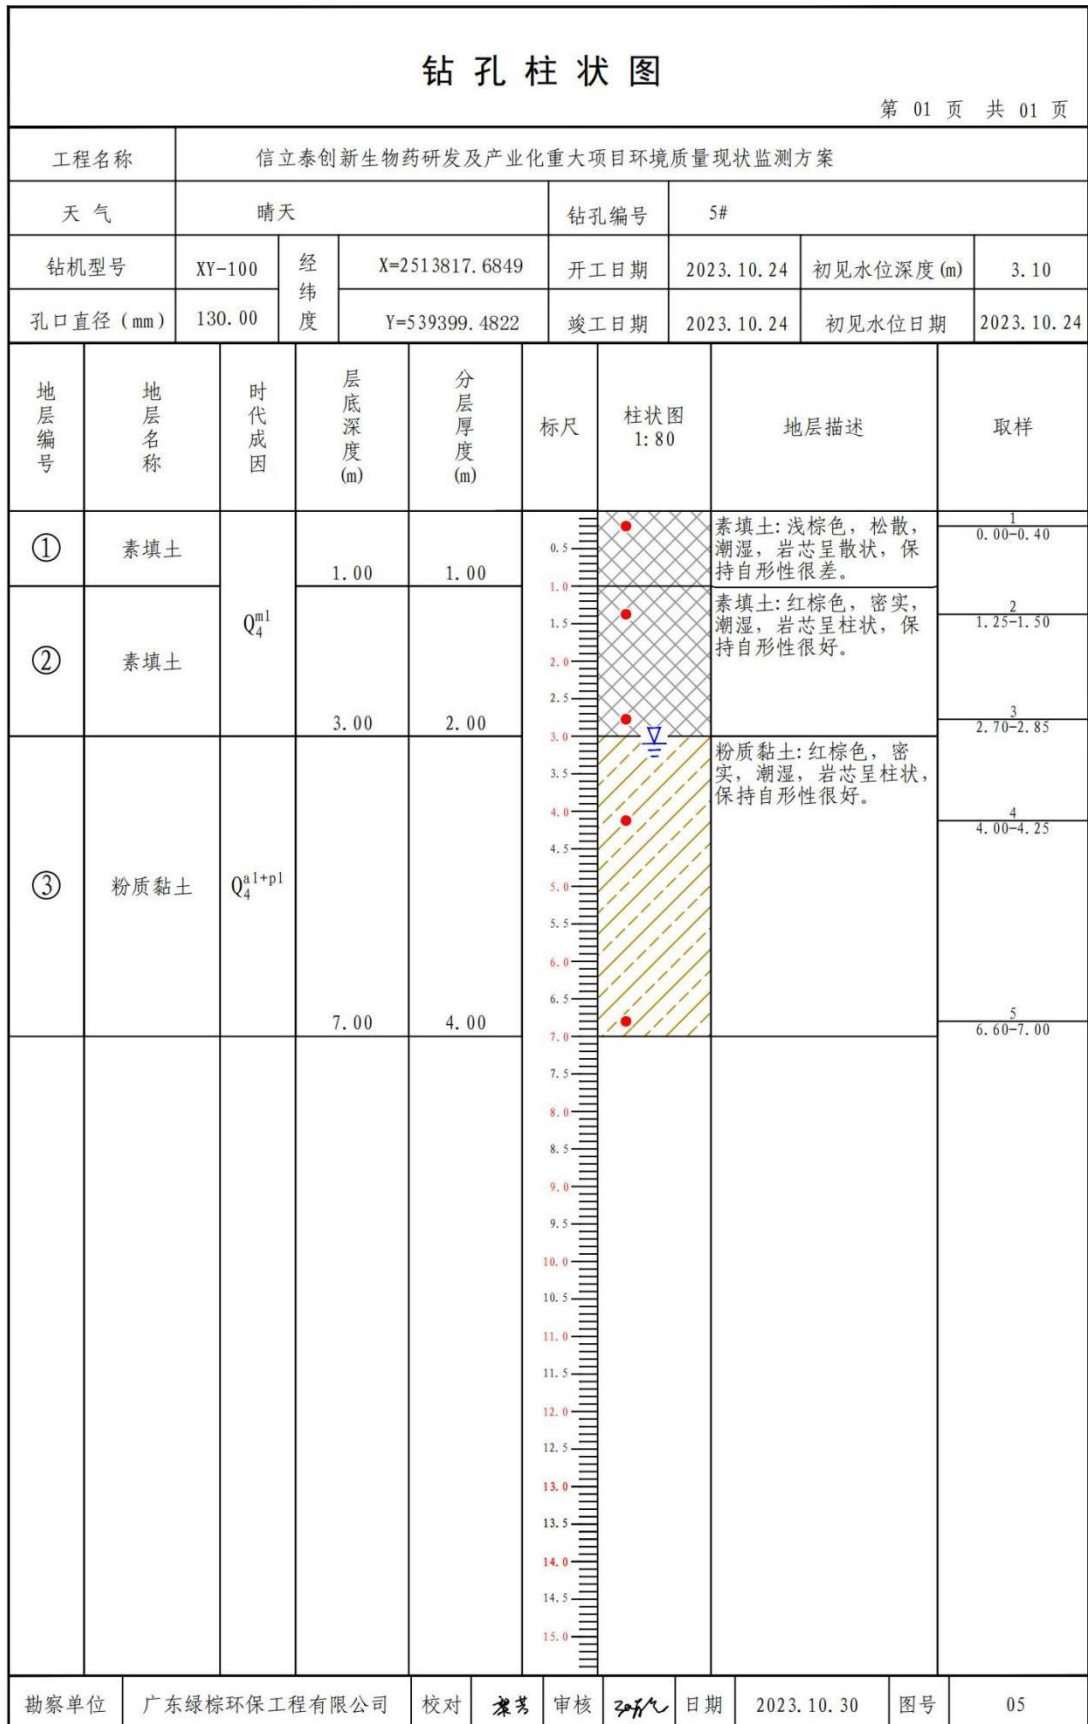 钻孔柱状图
第 01 页 共 01 页
工程名称 信立泰创新生物药研发及产业化重大项目环境质量现状监测方案
天气 晴天 钻孔编号 5#
钻机型号 XY-100 经纬度 X=2513817.6849 开工日期 2023.10.24 初见水位深度(m) 3.10
孔口直径(mm) 130.00 Y=539399.4822 竣工日期 2023.10.24 初见水位日期 2023.10.24
地层编号 地层名称 时代成因 层底深度(m) 分层厚度(m) 标尺 柱状图 1:80 地层描述 取样
① 素填土 1.00 1.00
素填土:浅棕色,松散,
潮湿,岩芯呈散状,保
持自形性很差。
1
0.00-0.40
Q₄ᵐˡ
② 素填土 3.00 2.00
素填土:红棕色,密实,
潮湿,岩芯呈柱状,保
持自形性很好。
2
1.25-1.50
3
2.70-2.85
③ 粉质黏土 Q₄ᵃˡ⁺ᵖˡ 7.00 4.00
粉质黏土:红棕色,密
实,潮湿,岩芯呈柱状,
保持自形性很好。
4
4.00-4.25
5
6.60-7.00
0.5
1.0
1.5
2.0
2.5
3.0
3.5
4.0
4.5
5.0
5.5
6.0
6.5
7.0
7.5
8.0
8.5
9.0
9.5
10.0
10.5
11.0
11.5
12.0
12.5
13.0
13.5
14.0
14.5
15.0
勘察单位 广东绿棕环保工程有限公司 校对 审核 日期 2023.10.30 图号 05